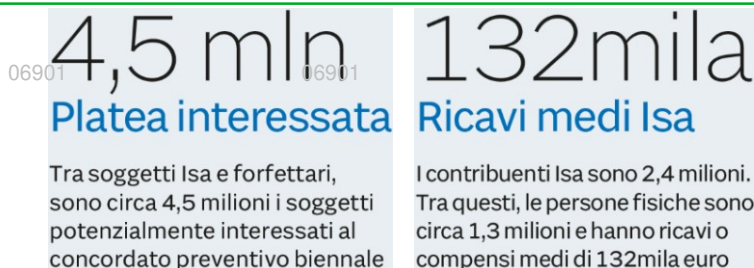 4,5 mln
06901 06901
Platea interessata
Tra soggetti Isa e forfettari,
sono circa 4,5 milioni i soggetti
potenzialmente interessati al
concordato preventivo biennale
132mila
Ricavi medi Isa
I contribuenti Isa sono 2,4 milioni.
Tra questi, le persone fisiche sono
circa 1,3 milioni e hanno ricavi o
compensi medi di 132mila euro